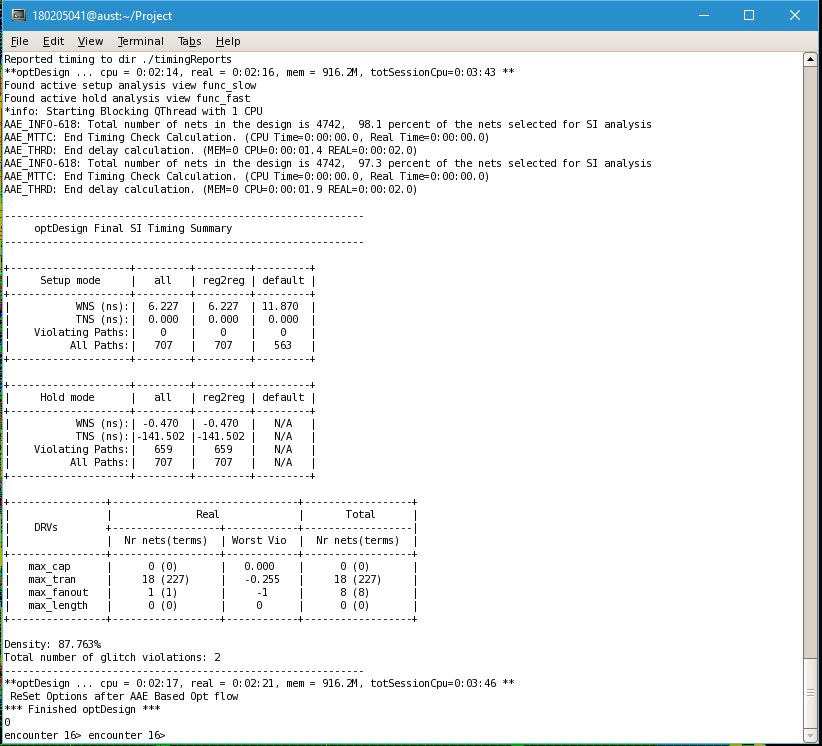 180205041@aust:~/Project
File Edit View Terminal Tabs Help
Reported timing to dir ./timingReports
**optDesign ... cpu = 0:02:14, real = 0:02:16, mem = 916.2M, totSessionCpu=0:03:43 **
Found active setup analysis view func_slow
Found active hold analysis view func_fast
*info: Starting Blocking QThread with 1 CPU
AAE_INFO-618: Total number of nets in the design is 4742,  98.1 percent of the nets selected for SI analysis
AAE_MTTC: End Timing Check Calculation. (CPU Time=0:00:00.0, Real Time=0:00:00.0)
AAE_THRD: End delay calculation. (MEM=0 CPU=0:00:01.4 REAL=0:00:02.0)
AAE_INFO-618: Total number of nets in the design is 4742,  97.3 percent of the nets selected for SI analysis
AAE_MTTC: End Timing Check Calculation. (CPU Time=0:00:00.0, Real Time=0:00:00.0)
AAE_THRD: End delay calculation. (MEM=0 CPU=0:00:01.9 REAL=0:00:02.0)
------------------------------------------------------------
     optDesign Final SI Timing Summary
------------------------------------------------------------
+--------------------+---------+---------+---------+
|     Setup mode     |   all   | reg2reg | default |
+--------------------+---------+---------+---------+
|           WNS (ns):|  6.227  |  6.227  | 11.870  |
|           TNS (ns):|  0.000  |  0.000  |  0.000  |
|    Violating Paths:|    0    |    0    |    0    |
|          All Paths:|   707   |   707   |   563   |
+--------------------+---------+---------+---------+
+--------------------+---------+---------+---------+
|     Hold mode      |   all   | reg2reg | default |
+--------------------+---------+---------+---------+
|           WNS (ns):| -0.470  | -0.470  |   N/A   |
|           TNS (ns):|-141.502 |-141.502 |   N/A   |
|    Violating Paths:|   659   |   659   |   N/A   |
|          All Paths:|   707   |   707   |   N/A   |
+--------------------+---------+---------+---------+
+----------------+-------------------------------+------------------+
|                |              Real             |       Total      |
|    DRVs        +------------------+------------+------------------|
|                |  Nr nets(terms)  | Worst Vio  |  Nr nets(terms)  |
+----------------+------------------+------------+------------------+
|   max_cap      |      0 (0)       |   0.000    |      0 (0)       |
|   max_tran     |     18 (227)     |   -0.255   |     18 (227)     |
|   max_fanout   |      1 (1)       |     -1     |      8 (8)       |
|   max_length   |      0 (0)       |     0      |      0 (0)       |
+----------------+------------------+------------+------------------+
Density: 87.763%
Total number of glitch violations: 2
------------------------------------------------------------
**optDesign ... cpu = 0:02:17, real = 0:02:21, mem = 916.2M, totSessionCpu=0:03:46 **
 ReSet Options after AAE Based Opt flow
*** Finished optDesign ***
0
encounter 16> encounter 16>